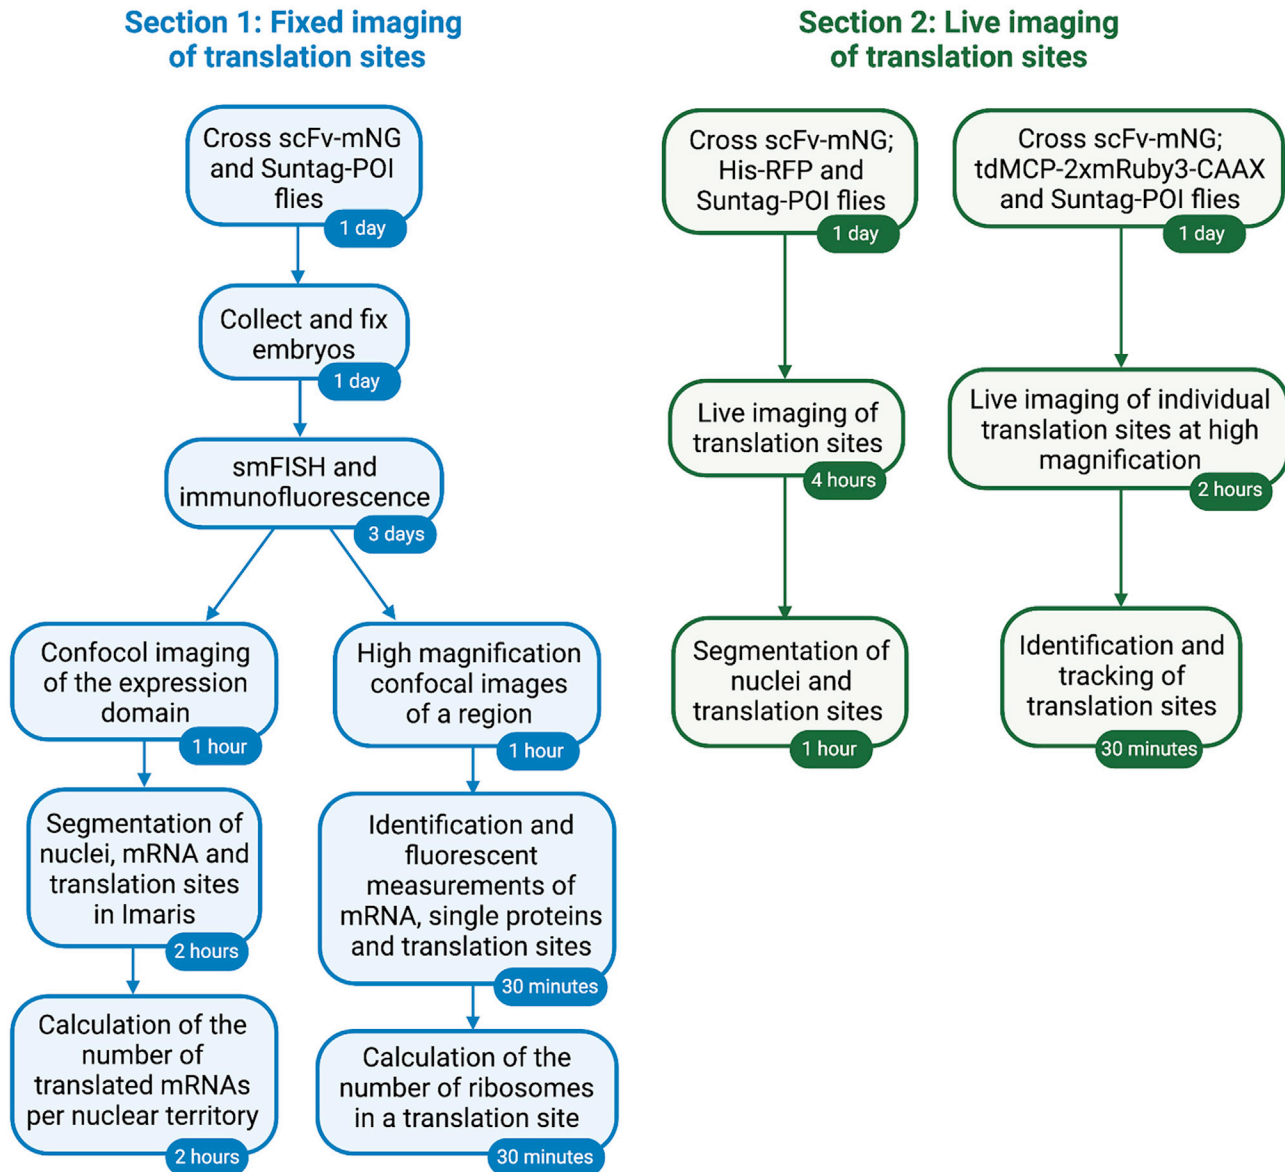 Section 1: Fixed imaging
of translation sites
Cross scFv-mNG
and Suntag-POI
flies
1 day
Collect and fix
embryos
1 day
smFISH and
immunofluorescence
3 days
Confocol imaging
of the expression
domain
1 hour
Segmentation of
nuclei, mRNA and
translation sites
in Imaris
2 hours
Calculation of the
number of
translated mRNAs
per nuclear territory
2 hours
High magnification
confocal images
of a region
1 hour
Identification and
fluorescent
measurements of
mRNA, single proteins
and translation sites
30 minutes
Calculation of the
number of ribosomes
in a translation site
30 minutes
Section 2: Live imaging
of translation sites
Cross scFv-mNG;
His-RFP and
Suntag-POI flies
1 day
Live imaging of
translation sites
4 hours
Segmentation of
nuclei and
translation sites
1 hour
Cross scFv-mNG;
tdMCP-2xmRuby3-CAAX
and Suntag-POI flies
1 day
Live imaging of individual
translation sites at high
magnification
2 hours
Identification and
tracking of
translation sites
30 minutes